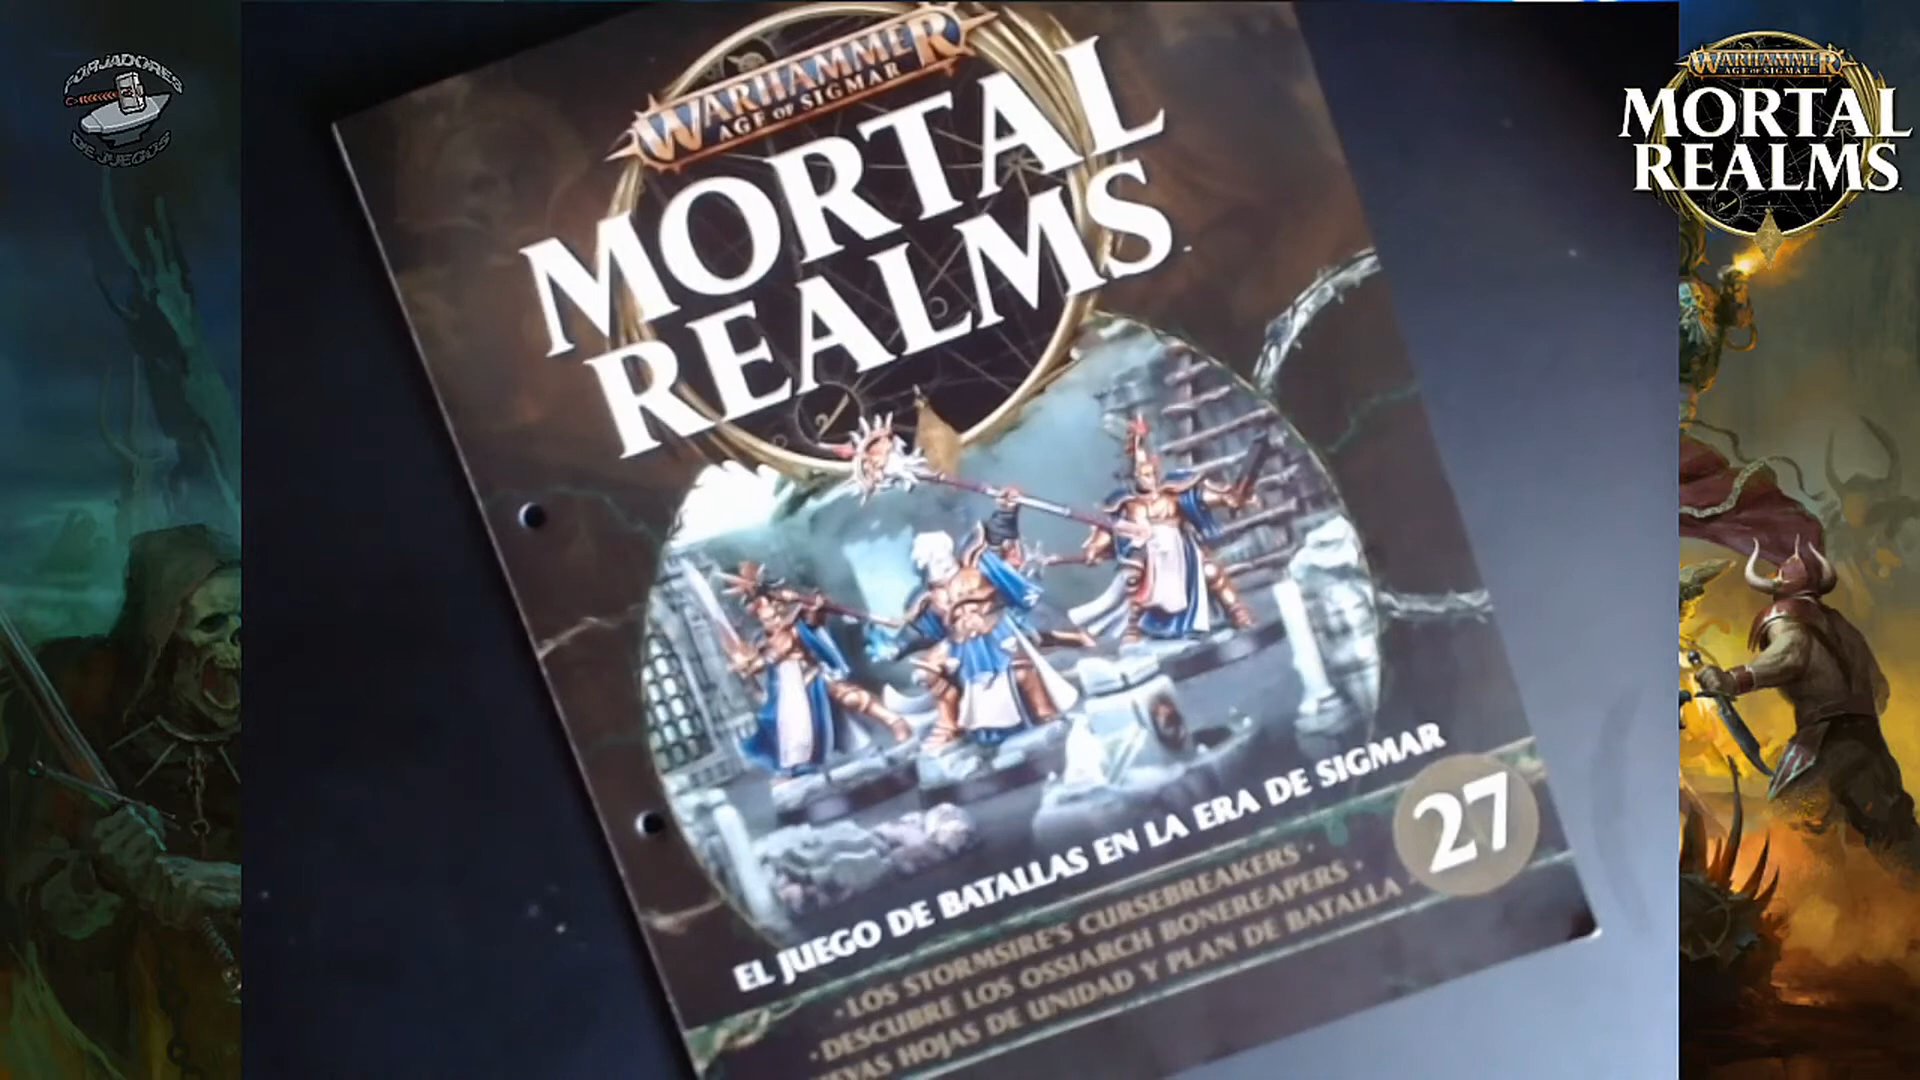 FORJADORES
DE JUEGOS
WARHAMMER
AGE OF SIGMAR
MORTAL
REALMS
WARHAMMER
AGE OF SIGMAR
MORTAL
REALMS
EL JUEGO DE BATALLAS EN LA ERA DE SIGMAR
27
· LOS STORMSIRE'S CURSEBREAKERS ·
· DESCUBRE LOS OSSIARCH BONEREAPERS ·
HOJAS DE UNIDAD Y PLAN DE BATALLA ·